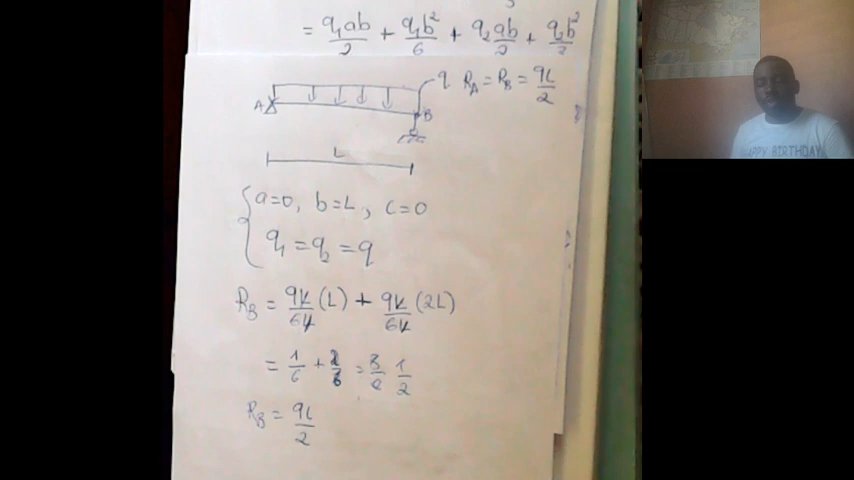 = q₁ab/2 + q₁b²/6 + q₂ab/2 + q₂b²/2
A B q R_A = R_B = qL/2
L
a=0, b=L, c=0
q₁ = q₂ = q
R_B = qL/6L (L) + qL/6L (2L)
= 1/6 + 2/6 = 3/6 1/2
R_B = qL/2
HAPPY BIRTHDAY